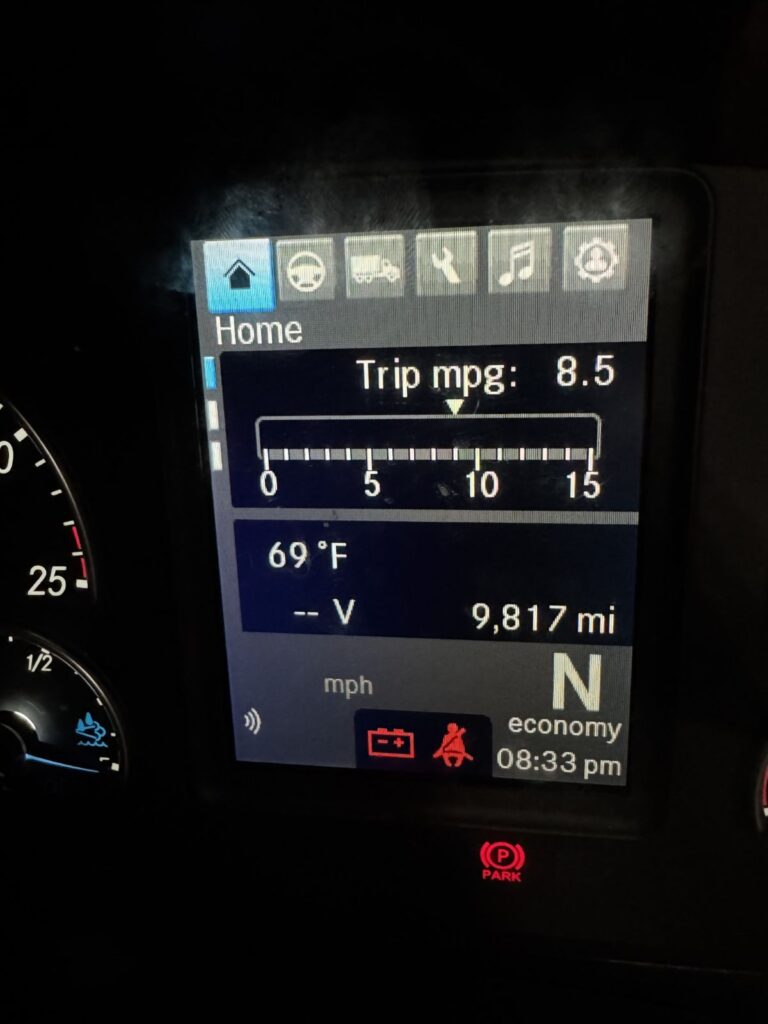 Home
Trip mpg: 8.5
0 5 10 15
69 °F
-- V 9,817 mi
mph
N
economy
08:33 pm
P
PARK
0
25
1/2